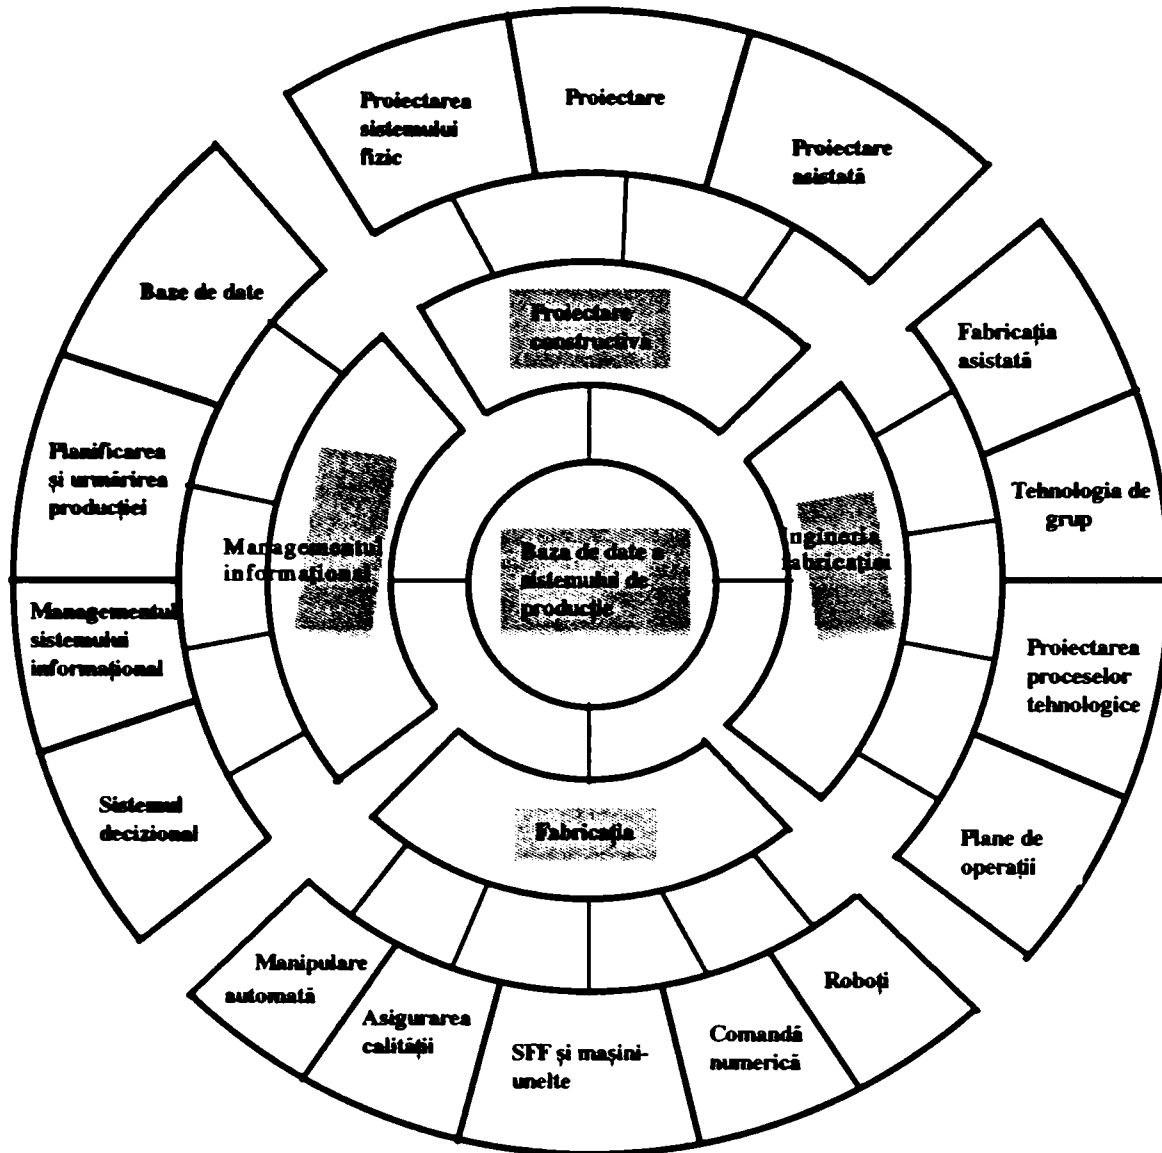 Proiectarea
sistemului
fizic
Proiectare
Proiectare
asistată
Baze de date
Proiectare
constructivă
Fabricația
asistată
Planificarea
și urmărirea
producției
Tehnologia de
grup
Managementul
informațional
Baza de date a
sistemului de
producție
Ingineria
fabricației
Managementul
sistemului
informațional
Proiectarea
proceselor
tehnologice
Sistemul
decizional
Fabricația
Plane de
operații
Manipulare
automată
Asigurarea
calității
SFF și mașini-
unelte
Comandă
numerică
Roboți